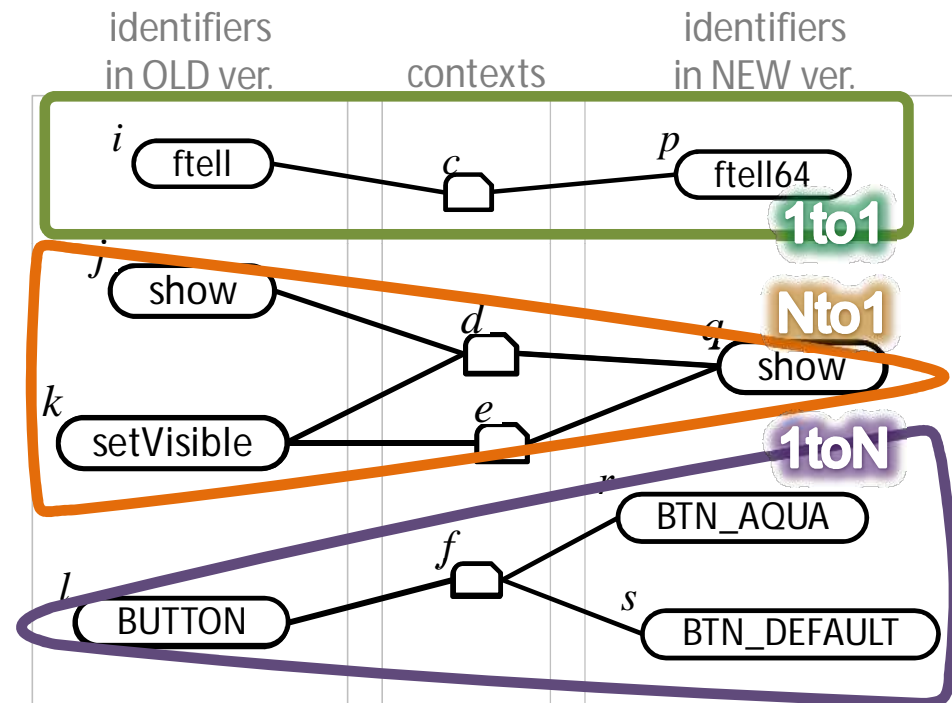 identifiers
in OLD ver.
contexts
identifiers
in NEW ver.
i
ftell
c
p
ftell64
1to1
j
show
d
Nto1
q
show
k
setVisible
e
1toN
r
BTN_AQUA
f
l
BUTTON
s
BTN_DEFAULT